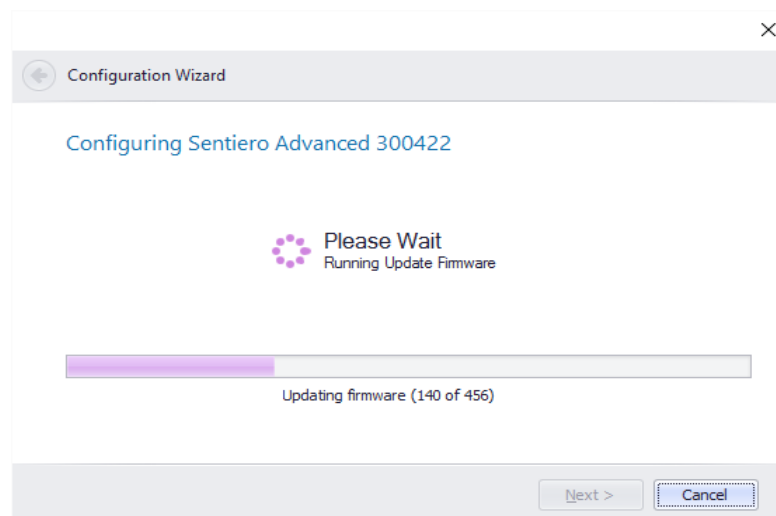 Configuration Wizard
Configuring Sentiero Advanced 300422
Please Wait
Running Update Firmware
Updating firmware (140 of 456)
Next >
Cancel